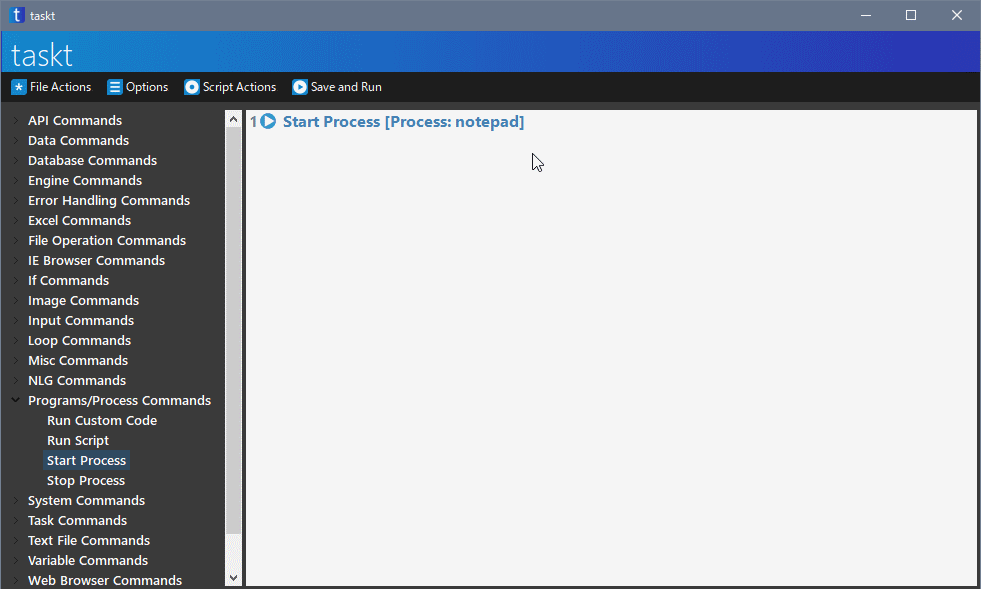 t taskt
taskt
File Actions Options Script Actions Save and Run
API Commands
Data Commands
Database Commands
Engine Commands
Error Handling Commands
Excel Commands
File Operation Commands
IE Browser Commands
If Commands
Image Commands
Input Commands
Loop Commands
Misc Commands
NLG Commands
Programs/Process Commands
Run Custom Code
Run Script
Start Process
Stop Process
System Commands
Task Commands
Text File Commands
Variable Commands
Web Browser Commands
1 Start Process [Process: notepad]